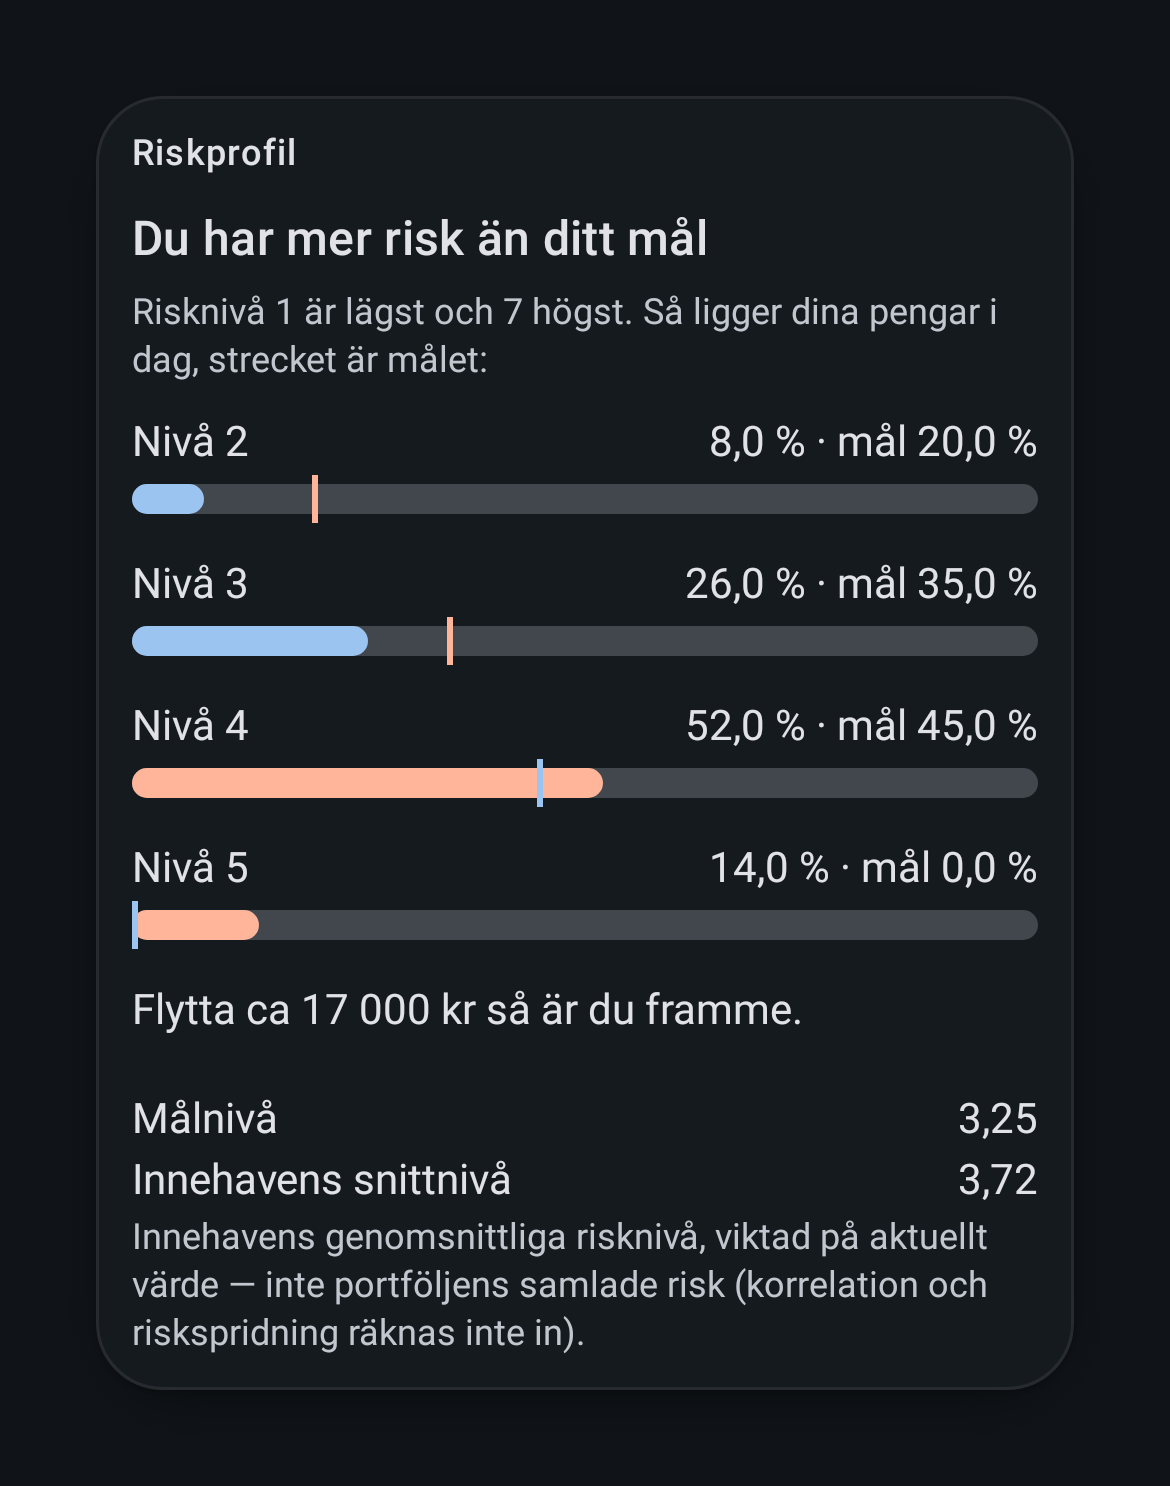 Riskprofil
Du har mer risk än ditt mål
Risknivå 1 är lägst och 7 högst. Så ligger dina pengar i
dag, strecket är målet:
Nivå 2 8,0 % · mål 20,0 %
Nivå 3 26,0 % · mål 35,0 %
Nivå 4 52,0 % · mål 45,0 %
Nivå 5 14,0 % · mål 0,0 %
Flytta ca 17 000 kr så är du framme.
Målnivå 3,25
Innehavens snittnivå 3,72
Innehavens genomsnittliga risknivå, viktad på aktuellt
värde — inte portföljens samlade risk (korrelation och
riskspridning räknas inte in).